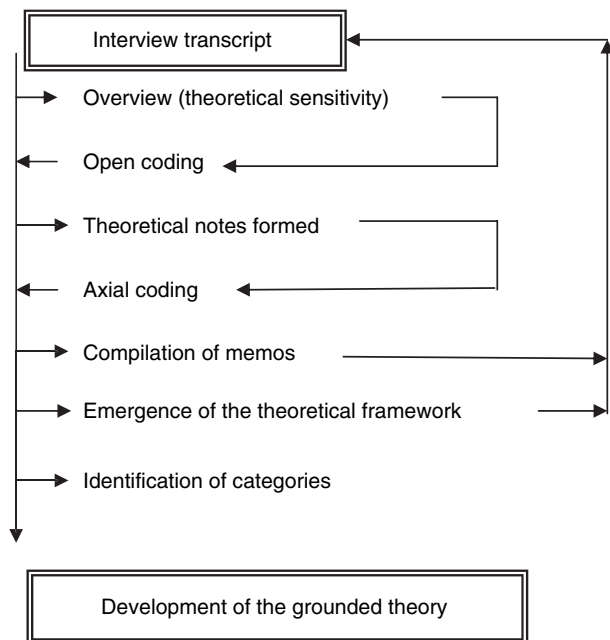 Interview transcript
Overview (theoretical sensitivity)
Open coding
Theoretical notes formed
Axial coding
Compilation of memos
Emergence of the theoretical framework
Identification of categories
Development of the grounded theory